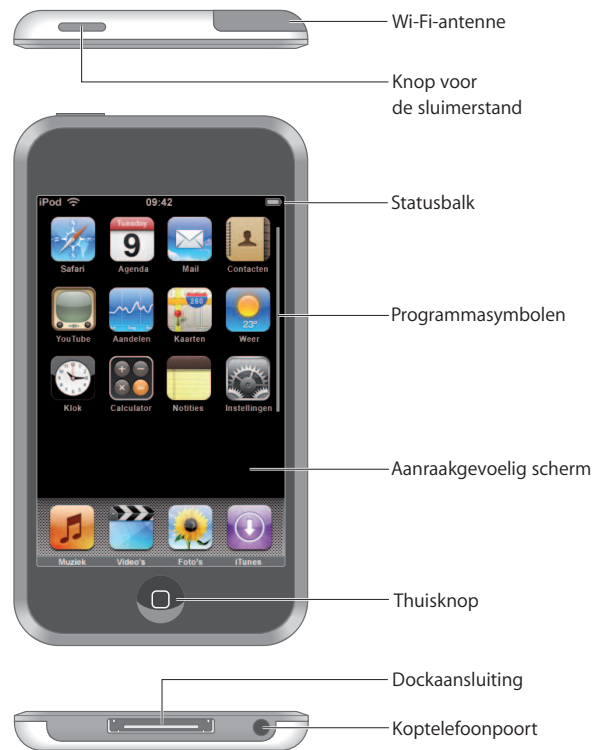 Wi-Fi-antenne
Knop voor
de sluimerstand
iPod 09:42
Statusbalk
Tuesday
9
Safari Agenda Mail Contacten
Programmasymbolen
280
23°
YouTube Aandelen Kaarten Weer
Klok Calculator Notities Instellingen
Aanraakgevoelig scherm
Muziek Video's Foto's iTunes
Thuisknop
Dockaansluiting
Koptelefoonpoort